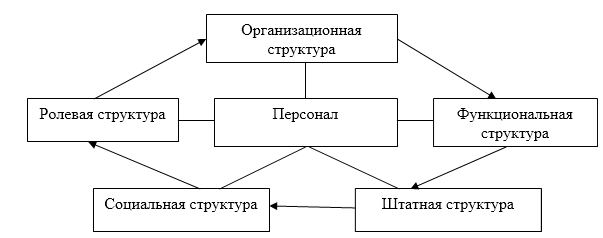 Организационная
структура
Ролевая структура
Персонал
Функциональная
структура
Социальная структура
Штатная структура